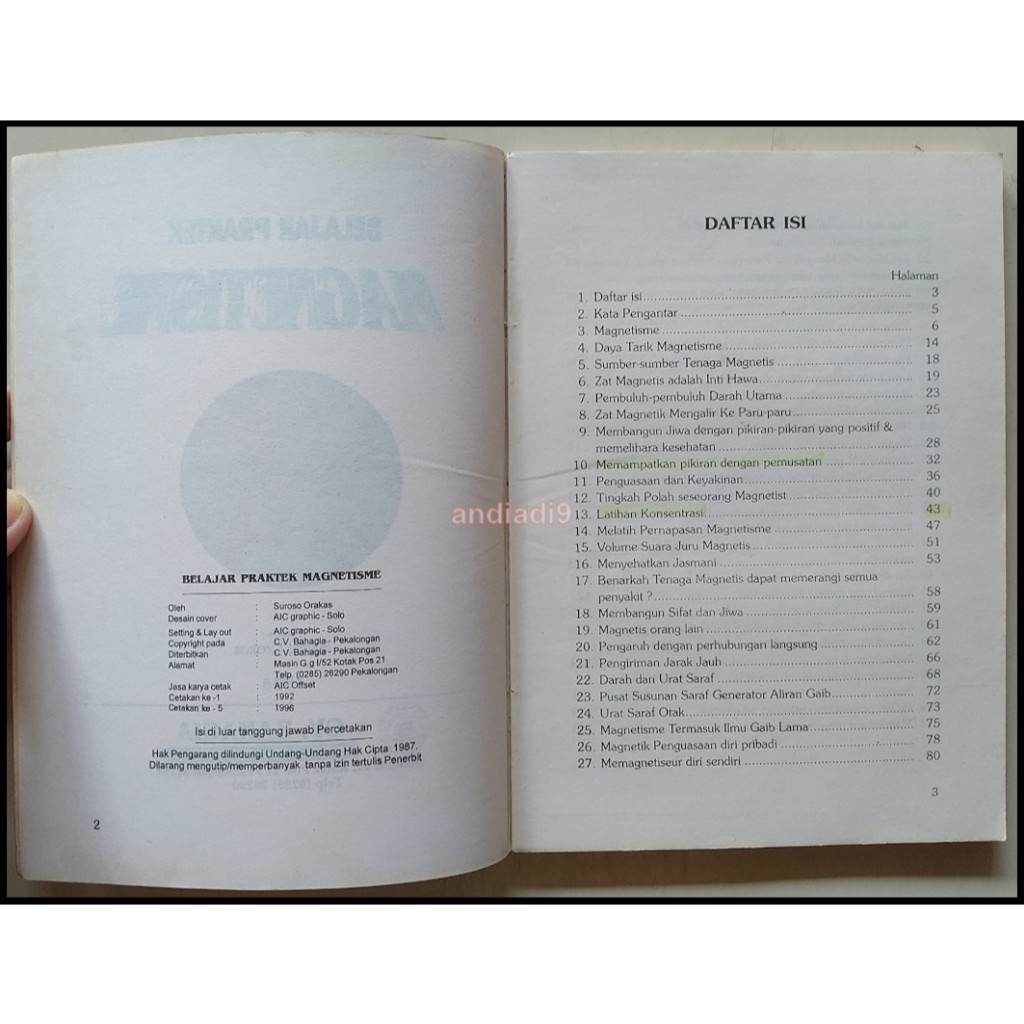 BELAJAR PRAKTEK
MAGNETISME
BELAJAR PRAKTEK MAGNETISME
Oleh : Suroso Orakas
Desain cover : AIC graphic - Solo
Setting & Lay out : AIC graphic - Solo
Copyright pada : C.V. Bahagia - Pekalongan
Diterbitkan : C.V. Bahagia - Pekalongan
Alamat : Masin G.g I/52 Kotak Pos 21
Telp. (0285) 26290 Pekalongan
Jasa karya cetak : AIC Offset
Cetakan ke -1 : 1992
Cetakan ke - 5 : 1996
Isi di luar tanggung jawab Percetakan
Hak Pengarang dilindungi Undang-Undang Hak Cipta 1987.
Dilarang mengutip/memperbanyak tanpa izin tertulis Penerbit
2
andiadi9
DAFTAR ISI
Halaman
1. Daftar isi 3
2. Kata Pengantar 5
3. Magnetisme 6
4. Daya Tarik Magnetisme 14
5. Sumber-sumber Tenaga Magnetis 18
6. Zat Magnetis adalah Inti Hawa 19
7. Pembuluh-pembuluh Darah Utama 23
8. Zat Magnetik Mengalir Ke Paru-paru 25
9. Membangun Jiwa dengan pikiran-pikiran yang positif &
memelihara kesehatan 28
10. Memampatkan pikiran dengan pemusatan 32
11. Penguasaan dan Keyakinan 36
12. Tingkah Polah seseorang Magnetist 40
13. Latihan Konsentrasi 43
14. Melatih Pernapasan Magnetisme 47
15. Volume Suara Juru Magnetis 51
16. Menyehatkan Jasmani 53
17. Benarkah Tenaga Magnetis dapat memerangi semua
penyakit ? 58
18. Membangun Sifat dan Jiwa 59
19. Magnetis orang lain 61
20. Pengaruh dengan perhubungan langsung 62
21. Pengiriman Jarak Jauh 66
22. Darah dan Urat Saraf 68
23. Pusat Susunan Saraf Generator Aliran Gaib 72
24. Urat Saraf Otak 73
25. Magnetisme Termasuk Ilmu Gaib Lama 75
26. Magnetik Penguasaan diri pribadi 78
27. Memagnetiseur diri sendiri 80
3